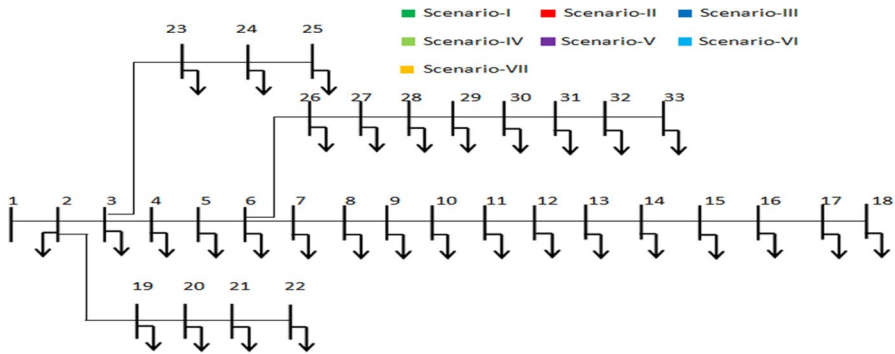 Scenario-I Scenario-II Scenario-III
Scenario-IV Scenario-V Scenario-VI
Scenario-VII
23 24 25
26 27 28 29 30 31 32 33
1 2 3 4 5 6 7 8 9 10 11 12 13 14 15 16 17 18
19 20 21 22